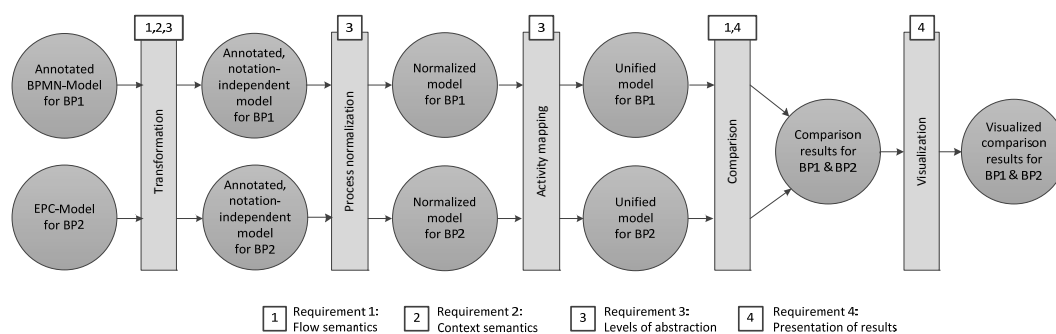 1,2,3
3
3
1,4
4
Annotated
BPMN-Model
for BP1
Transformation
Annotated,
notation-
independent
model
for BP1
Process normalization
Normalized
model
for BP1
Activity mapping
Unified
model
for BP1
Comparison
Comparison
results for
BP1 & BP2
Visualization
Visualized
comparison
results for
BP1 & BP2
EPC-Model
for BP2
Annotated,
notation-
independent
model
for BP2
Normalized
model
for BP2
Unified
model
for BP2
1
Requirement 1:
Flow semantics
2
Requirement 2:
Context semantics
3
Requirement 3:
Levels of abstraction
4
Requirement 4:
Presentation of results